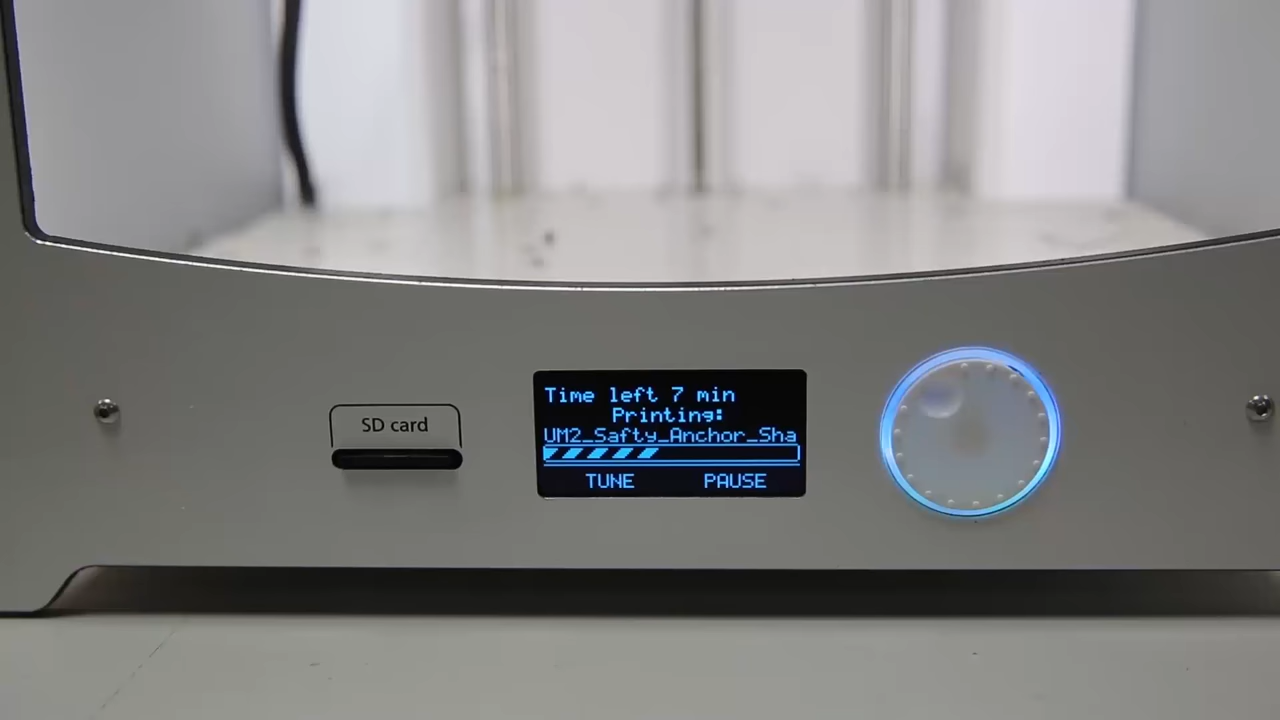 SD card
Time left 7 min
Printing:
UM2_Safty_Anchor_Sha
TUNE PAUSE